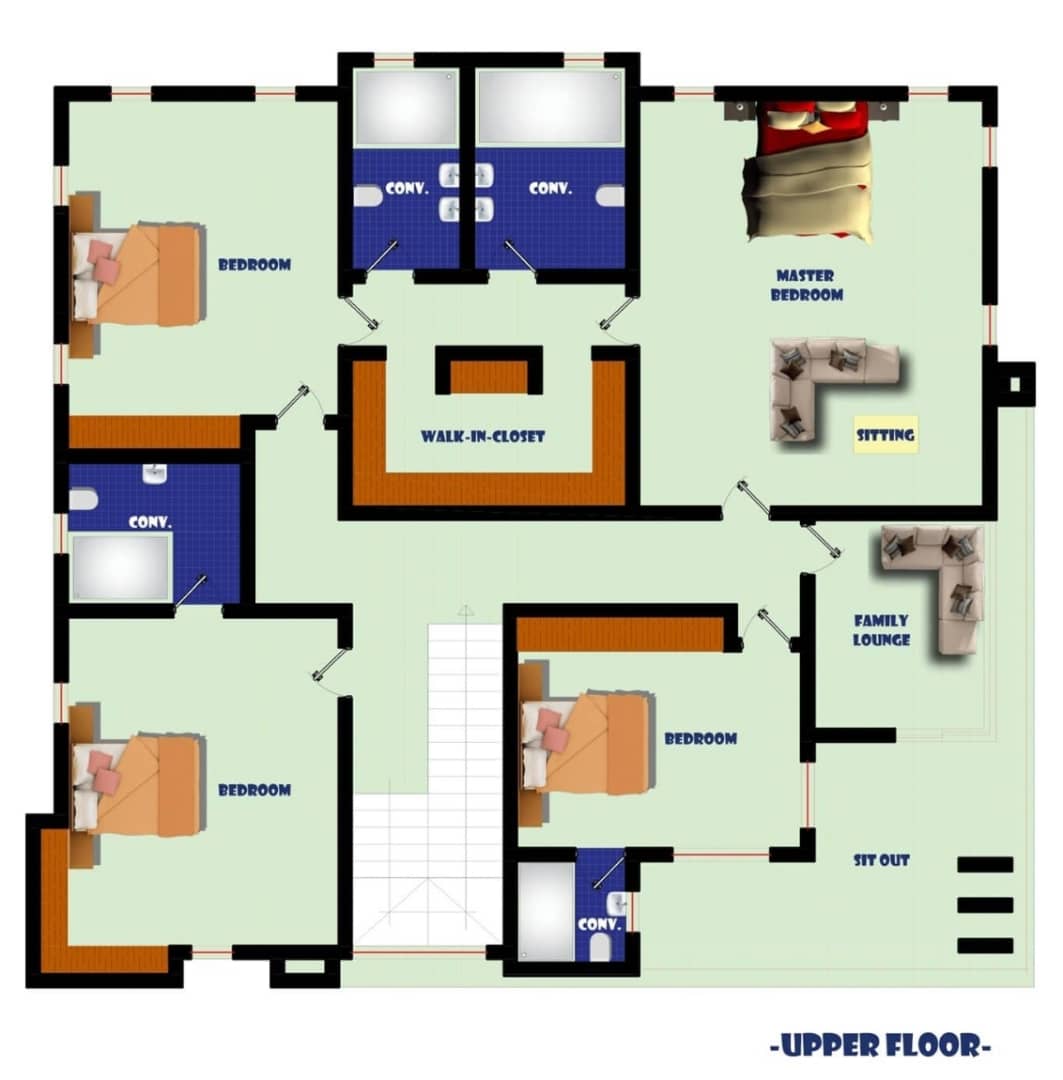 CONV.
CONV.
BEDROOM
MASTER
BEDROOM
WALK-IN-CLOSET
SITTING
CONV.
FAMILY
LOUNGE
BEDROOM
BEDROOM
SIT OUT
CONV.
-UPPER FLOOR-